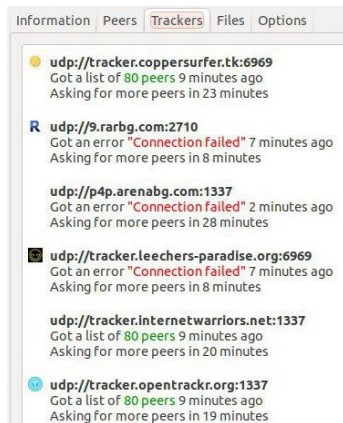 Information Peers Trackers Files Options
udp://tracker.coppersurfer.tk:6969
Got a list of 80 peers 9 minutes ago
Asking for more peers in 23 minutes
R udp://9.rarbg.com:2710
Got an error "Connection failed" 7 minutes ago
Asking for more peers in 8 minutes
udp://p4p.arenabg.com:1337
Got an error "Connection failed" 2 minutes ago
Asking for more peers in 28 minutes
udp://tracker.leechers-paradise.org:6969
Got an error "Connection failed" 7 minutes ago
Asking for more peers in 8 minutes
udp://tracker.internetwarriors.net:1337
Got a list of 80 peers 9 minutes ago
Asking for more peers in 20 minutes
udp://tracker.opentrackr.org:1337
Got a list of 80 peers 9 minutes ago
Asking for more peers in 19 minutes